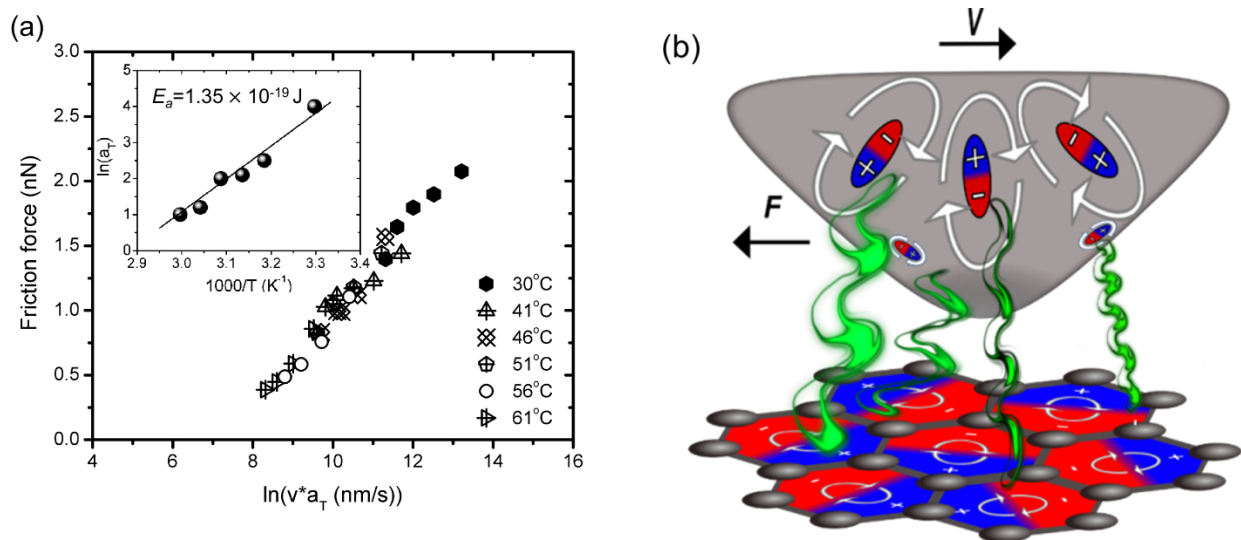 (a)
3.0
2.5
2.0
1.5
1.0
0.5
0.0
4 6 8 10 12 14 16
Friction force (nN)
ln(v*a_T (nm/s))
5
4
3
2
1
0
2.9 3.0 3.1 3.2 3.3 3.4
ln(a_T)
1000/T (K⁻¹)
E_a=1.35 × 10⁻¹⁹ J
30°C
41°C
46°C
51°C
56°C
61°C
(b)
V
F